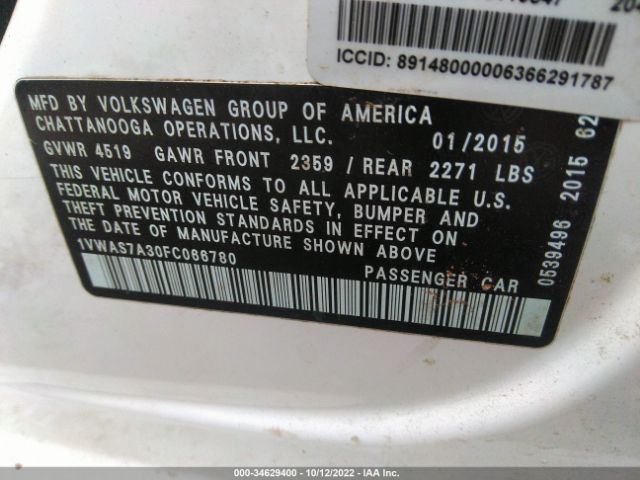 ICCID: 89148000006366291787
MFD BY VOLKSWAGEN GROUP OF AMERICA
CHATTANOOGA OPERATIONS, LLC. 01/2015
GVWR 4519 GAWR FRONT 2359 / REAR 2271 LBS
THIS VEHICLE CONFORMS TO ALL APPLICABLE U.S.
FEDERAL MOTOR VEHICLE SAFETY, BUMPER AND
THEFT PREVENTION STANDARDS IN EFFECT ON
THE DATE OF MANUFACTURE SHOWN ABOVE
1VWAS7A30FC066780
PASSENGER CAR
0539496 2015 62
000-34629400 - 10/12/2022 - IAA Inc.